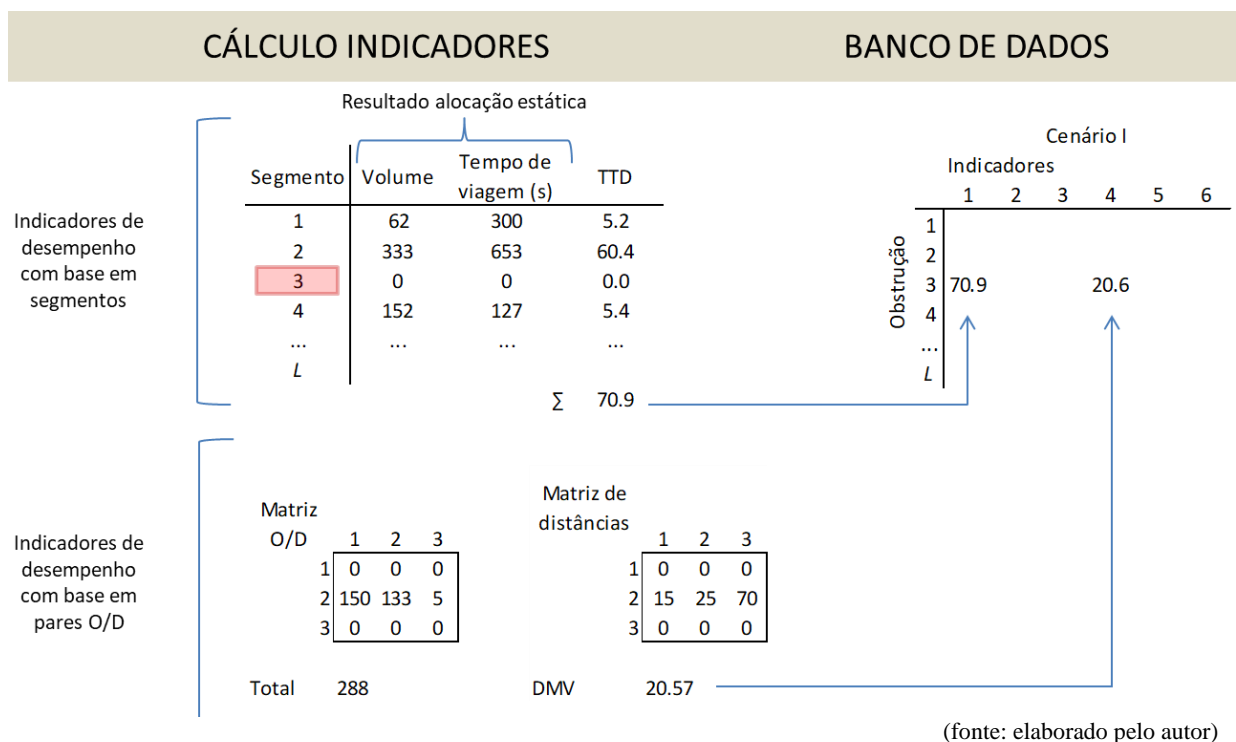 CÁLCULO INDICADORES
BANCO DE DADOS
Resultado alocação estática
Segmento Volume Tempo de viagem (s) TTD
1 62 300 5.2
2 333 653 60.4
3 0 0 0.0
4 152 127 5.4
... ... ... ...
L
∑ 70.9
Indicadores de
desempenho
com base em
segmentos
Cenário I
Indicadores
1 2 3 4 5 6
Obstrução
1
2
3 70.9 20.6
4
...
L
Indicadores de
desempenho
com base em
pares O/D
Matriz
O/D 1 2 3
1 0 0 0
2 150 133 5
3 0 0 0
Total 288
Matriz de
distâncias
1 2 3
1 0 0 0
2 15 25 70
3 0 0 0
DMV 20.57
(fonte: elaborado pelo autor)